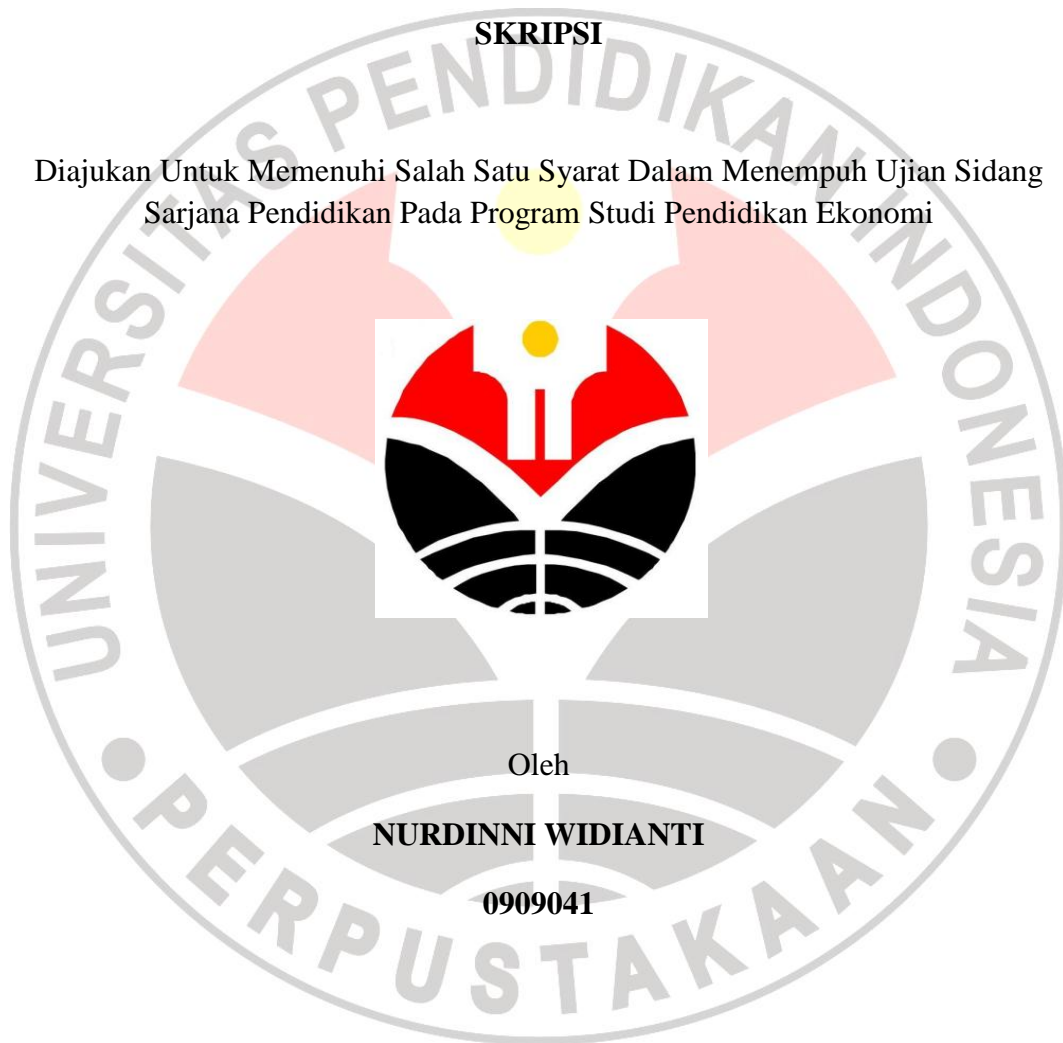 SKRIPSI
Diajukan Untuk Memenuhi Salah Satu Syarat Dalam Menempuh Ujian Sidang
Sarjana Pendidikan Pada Program Studi Pendidikan Ekonomi
Oleh
NURDINNI WIDIANTI
0909041
UNIVERSITAS PENDIDIKAN INDONESIA
PERPUSTAKAAN